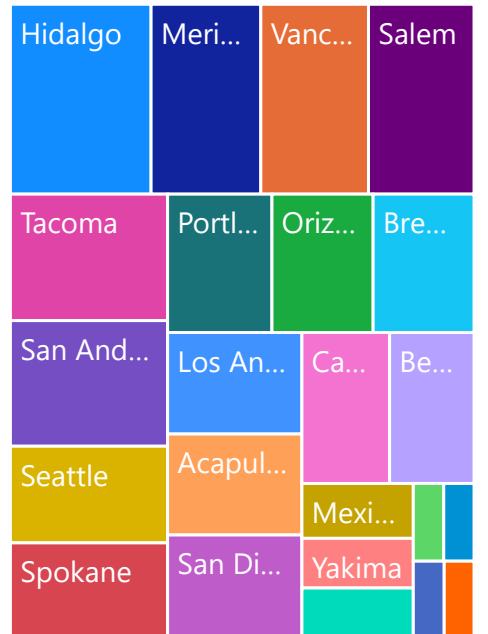 Hidalgo
Meri...
Vanc...
Salem
Tacoma
Portl...
Oriz...
Bre...
San And...
Los An...
Ca...
Be...
Seattle
Acapul...
Mexi...
Spokane
San Di...
Yakima